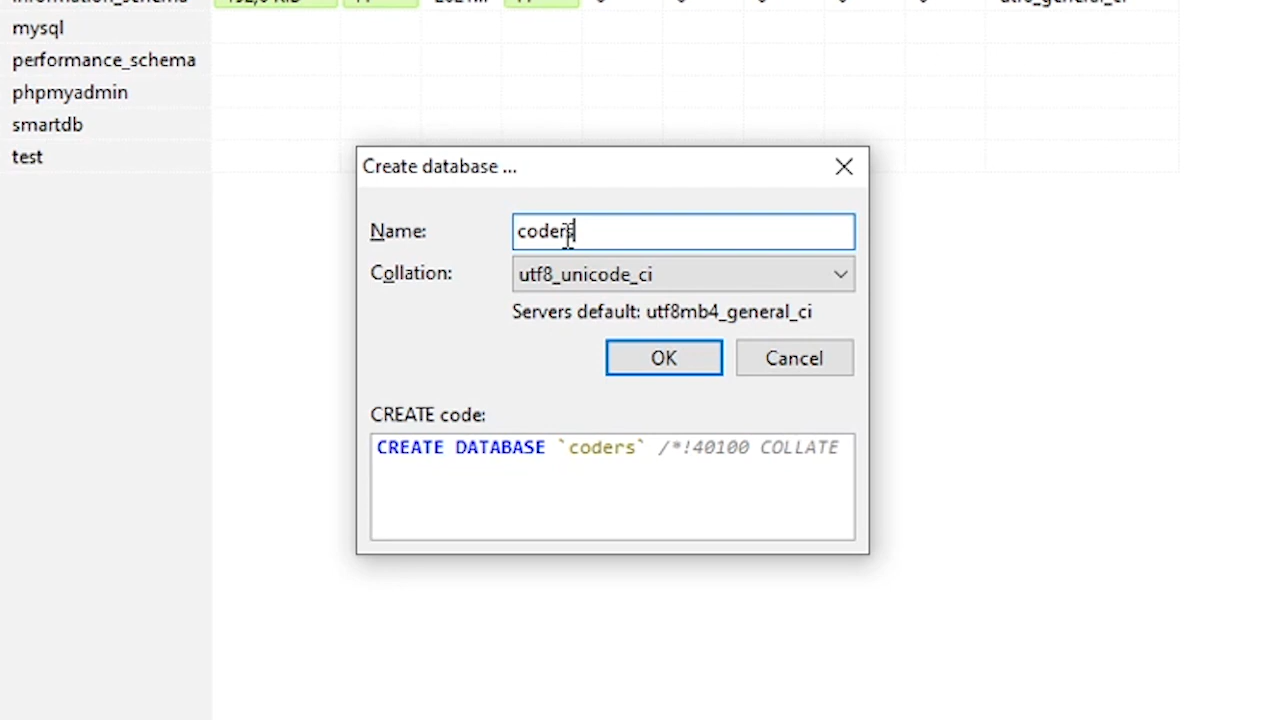 mysql
performance_schema
phpmyadmin
smartdb
test
Create database ...
Name:
coders
Collation:
utf8_unicode_ci
Servers default: utf8mb4_general_ci
OK
Cancel
CREATE code:
CREATE DATABASE `coders` /*!40100 COLLATE